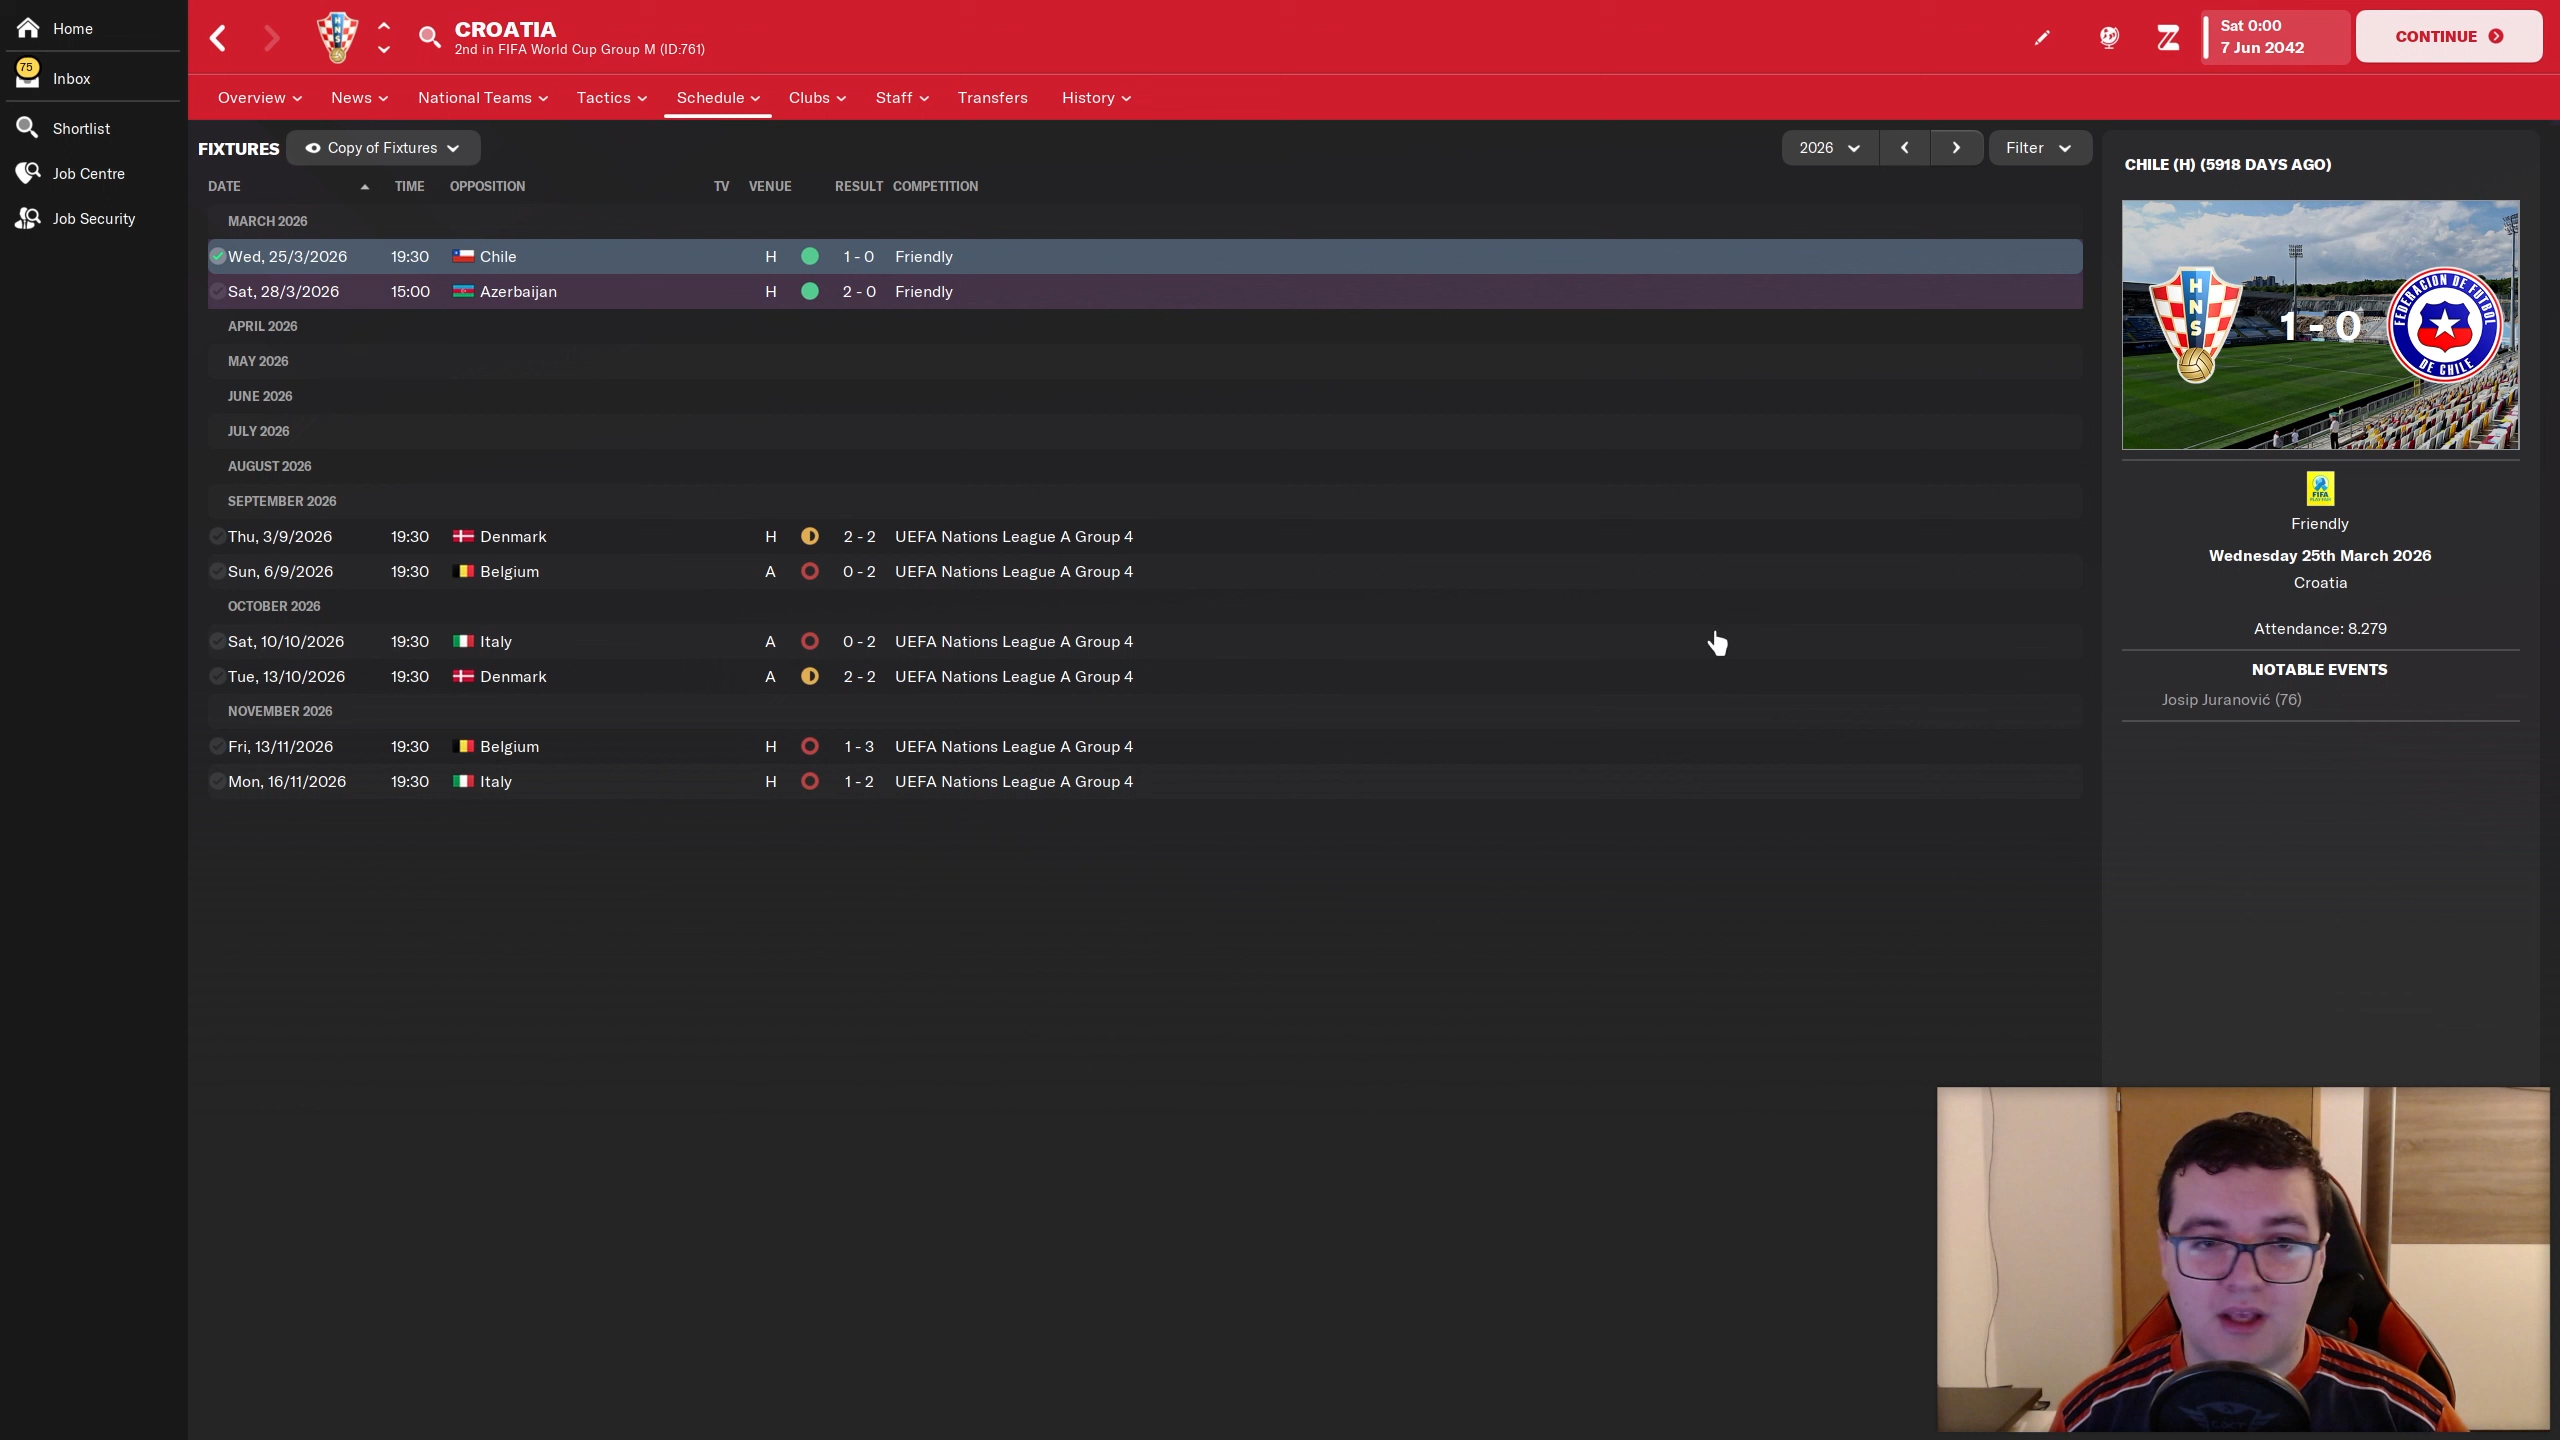 Home
75
Inbox
Shortlist
Job Centre
Job Security
CROATIA
2nd in FIFA World Cup Group M (ID:761)
Sat 0:00
7 Jun 2042
CONTINUE
Overview News National Teams Tactics Schedule Clubs Staff Transfers History
FIXTURES Copy of Fixtures 2026 Filter
DATE TIME OPPOSITION TV VENUE RESULT COMPETITION
MARCH 2026
Wed, 25/3/2026 19:30 Chile H 1 - 0 Friendly
Sat, 28/3/2026 15:00 Azerbaijan H 2 - 0 Friendly
APRIL 2026
MAY 2026
JUNE 2026
JULY 2026
AUGUST 2026
SEPTEMBER 2026
Thu, 3/9/2026 19:30 Denmark H 2 - 2 UEFA Nations League A Group 4
Sun, 6/9/2026 19:30 Belgium A 0 - 2 UEFA Nations League A Group 4
OCTOBER 2026
Sat, 10/10/2026 19:30 Italy A 0 - 2 UEFA Nations League A Group 4
Tue, 13/10/2026 19:30 Denmark A 2 - 2 UEFA Nations League A Group 4
NOVEMBER 2026
Fri, 13/11/2026 19:30 Belgium H 1 - 3 UEFA Nations League A Group 4
Mon, 16/11/2026 19:30 Italy H 1 - 2 UEFA Nations League A Group 4
CHILE (H) (5918 DAYS AGO)
HNS
1 - 0
FEDERACION DE FUTBOL
DE CHILE
FIFA
Friendly
Wednesday 25th March 2026
Croatia
Attendance: 8.279
NOTABLE EVENTS
Josip Juranović (76)